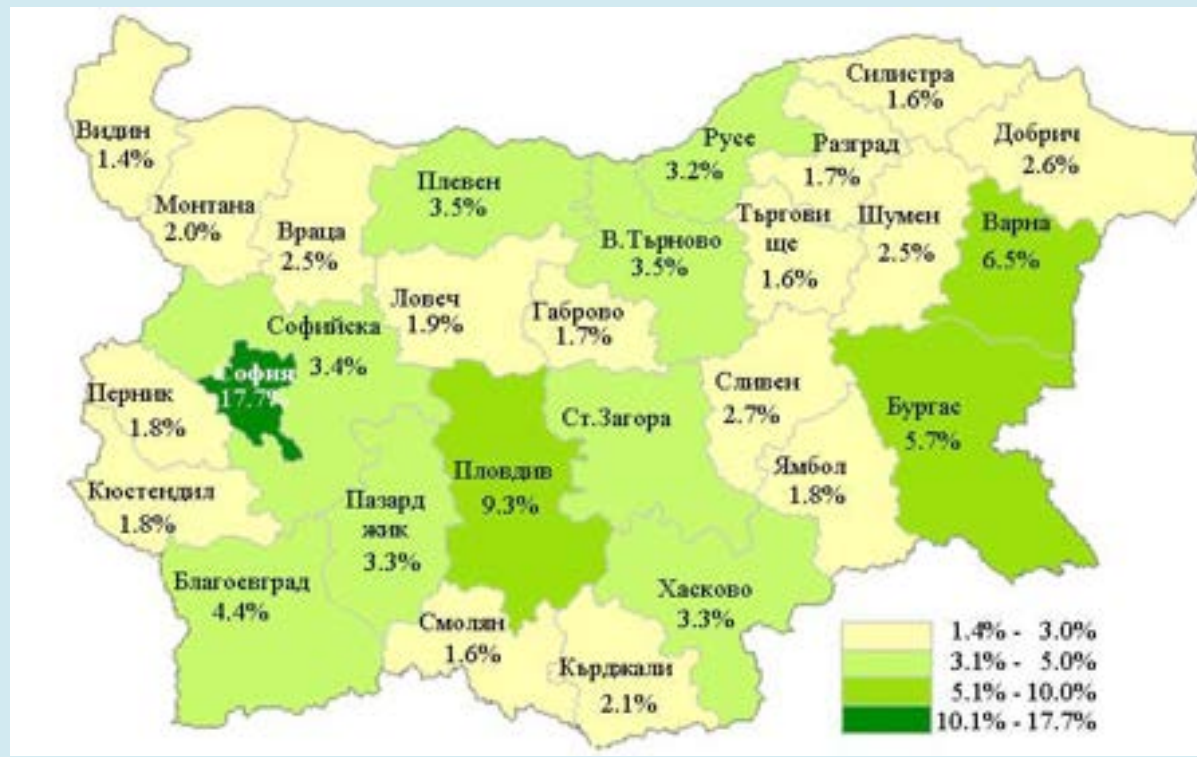 Силистра
1.6%
Видин
1.4%
Русе
3.2%
Разград
1.7%
Добрич
2.6%
Плевен
3.5%
Монтана
2.0%
Враца
2.5%
Търгови
ще
1.6%
Шумен
2.5%
Варна
6.5%
В.Търново
3.5%
Ловеч
1.9%
Габрово
1.7%
Софийска
3.4%
София
17.7%
Перник
1.8%
Сливен
2.7%
Ст.Загора
Бургас
5.7%
Ямбол
1.8%
Пловдив
9.3%
Кюстендил
1.8%
Пазард
жик
3.3%
Благоевград
4.4%
Хасково
3.3%
Смолян
1.6%
Кърджали
2.1%
1.4% - 3.0%
3.1% - 5.0%
5.1% - 10.0%
10.1% - 17.7%